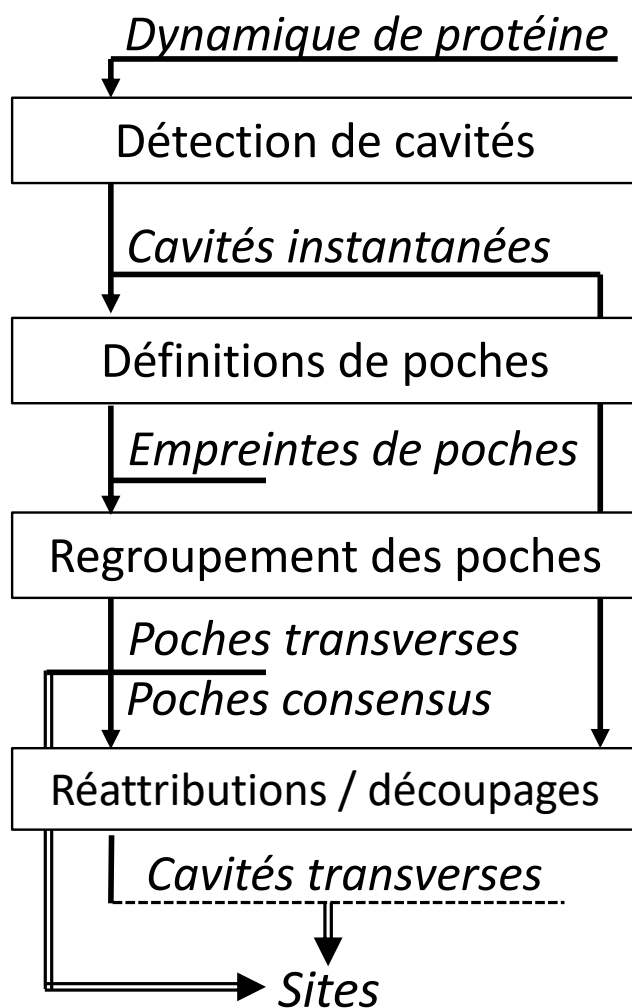 Dynamique de protéine
Détection de cavités
Cavités instantanées
Définitions de poches
Empreintes de poches
Regroupement des poches
Poches transverses
Poches consensus
Réattributions / découpages
Cavités transverses
Sites